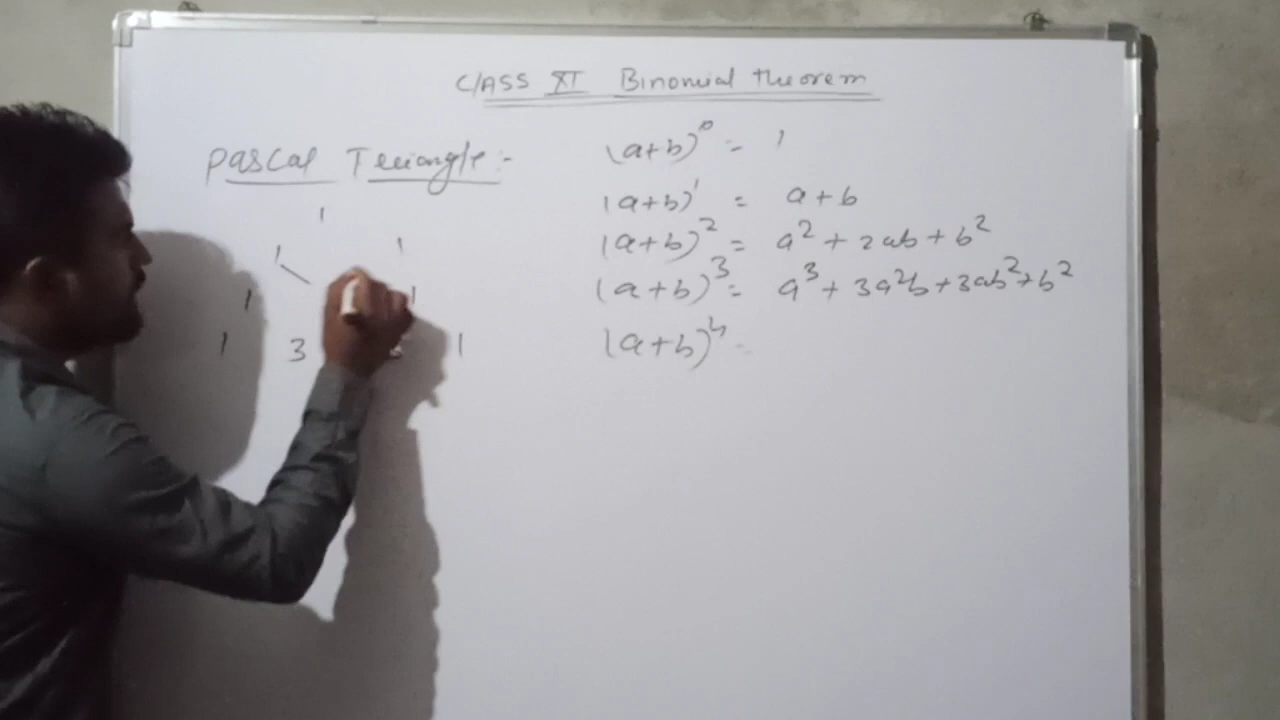 CLASS XI Binomial theorem
Pascal Triangle:-
1
1 1
1 1
1 3 1
(a+b)⁰ = 1
(a+b)¹ = a+b
(a+b)² = a² + 2ab + b²
(a+b)³ = a³ + 3a²b + 3ab² + b²
(a+b)⁴ =